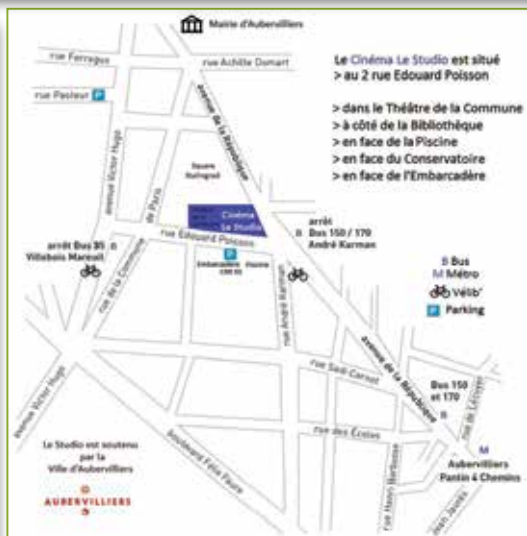 Mairie d'Aubervilliers
rue Ferragus
rue Achille Domart
Le Cinéma Le Studio est situé
> au 2 rue Edouard Poisson
rue Pasteur P
> dans le Théâtre de la Commune
> à côté de la Bibliothèque
> en face de la Piscine
> en face du Conservatoire
> en face de l'Embarcadère
avenue de la République
avenue Victor Hugo
Square
Stalingrad
de Paris
Cinéma
Le Studio
rue Edouard Poisson
arrêt
B Bus 150 / 170
André Karman
arrêt Bus 35 B
Villebois Mareuil
P
Embarcadère Piscine
B Bus
M Métro
Vélib'
P Parking
rue de la Commune
rue André Karman
avenue de la République
rue Sadi Carnot
Bus 150
et 170
B
rue de L'Ecuyer
avenue Victor Hugo
rue des Ecoles
boulevard Félix Faure
rue Henri Barbusse
M
Aubervilliers
Pantin 4 Chemins
Jean Jaurès
Le Studio est soutenu
par la
Ville d'Aubervilliers
AUBERVILLIERS